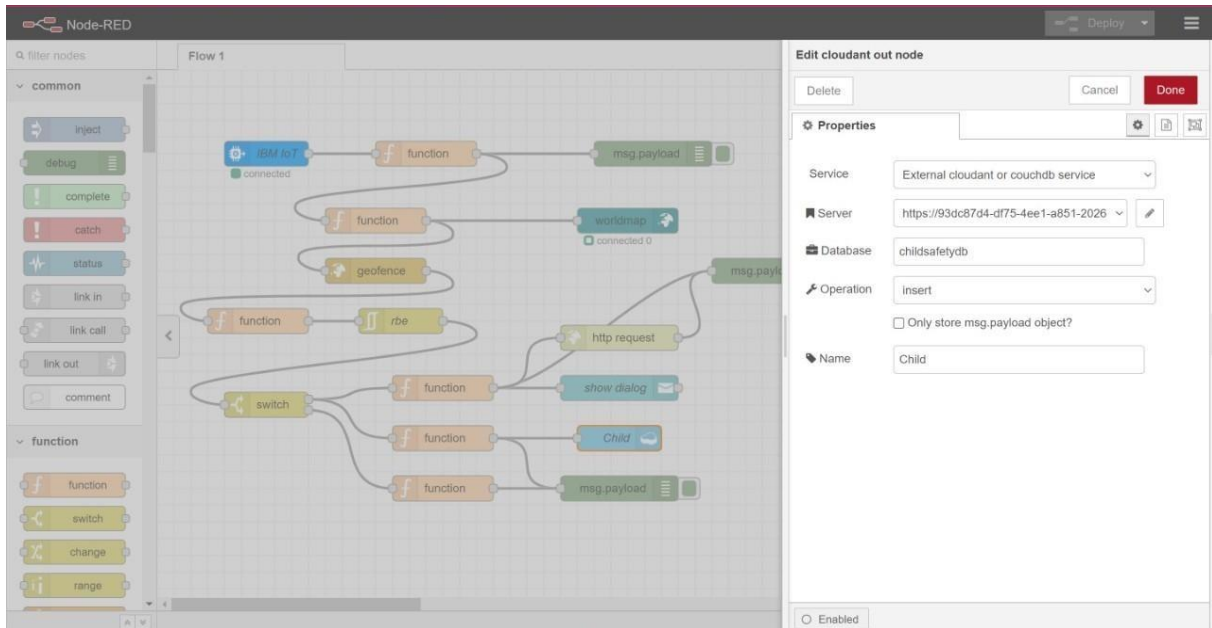 Node-RED
Deploy
filter nodes
common
inject
debug
complete
catch
status
link in
link call
link out
comment
function
function
switch
change
range
Flow 1
IBM IoT
connected
function
msg.payload
function
worldmap
connected 0
geofence
msg.paylo
function
rbe
http request
function
show dialog
switch
function
Child
function
msg.payload
Edit cloudant out node
Delete
Cancel
Done
Properties
Service
External cloudant or couchdb service
Server
https://93dc87d4-df75-4ee1-a851-2026
Database
childsafetydb
Operation
insert
Only store msg.payload object?
Name
Child
Enabled